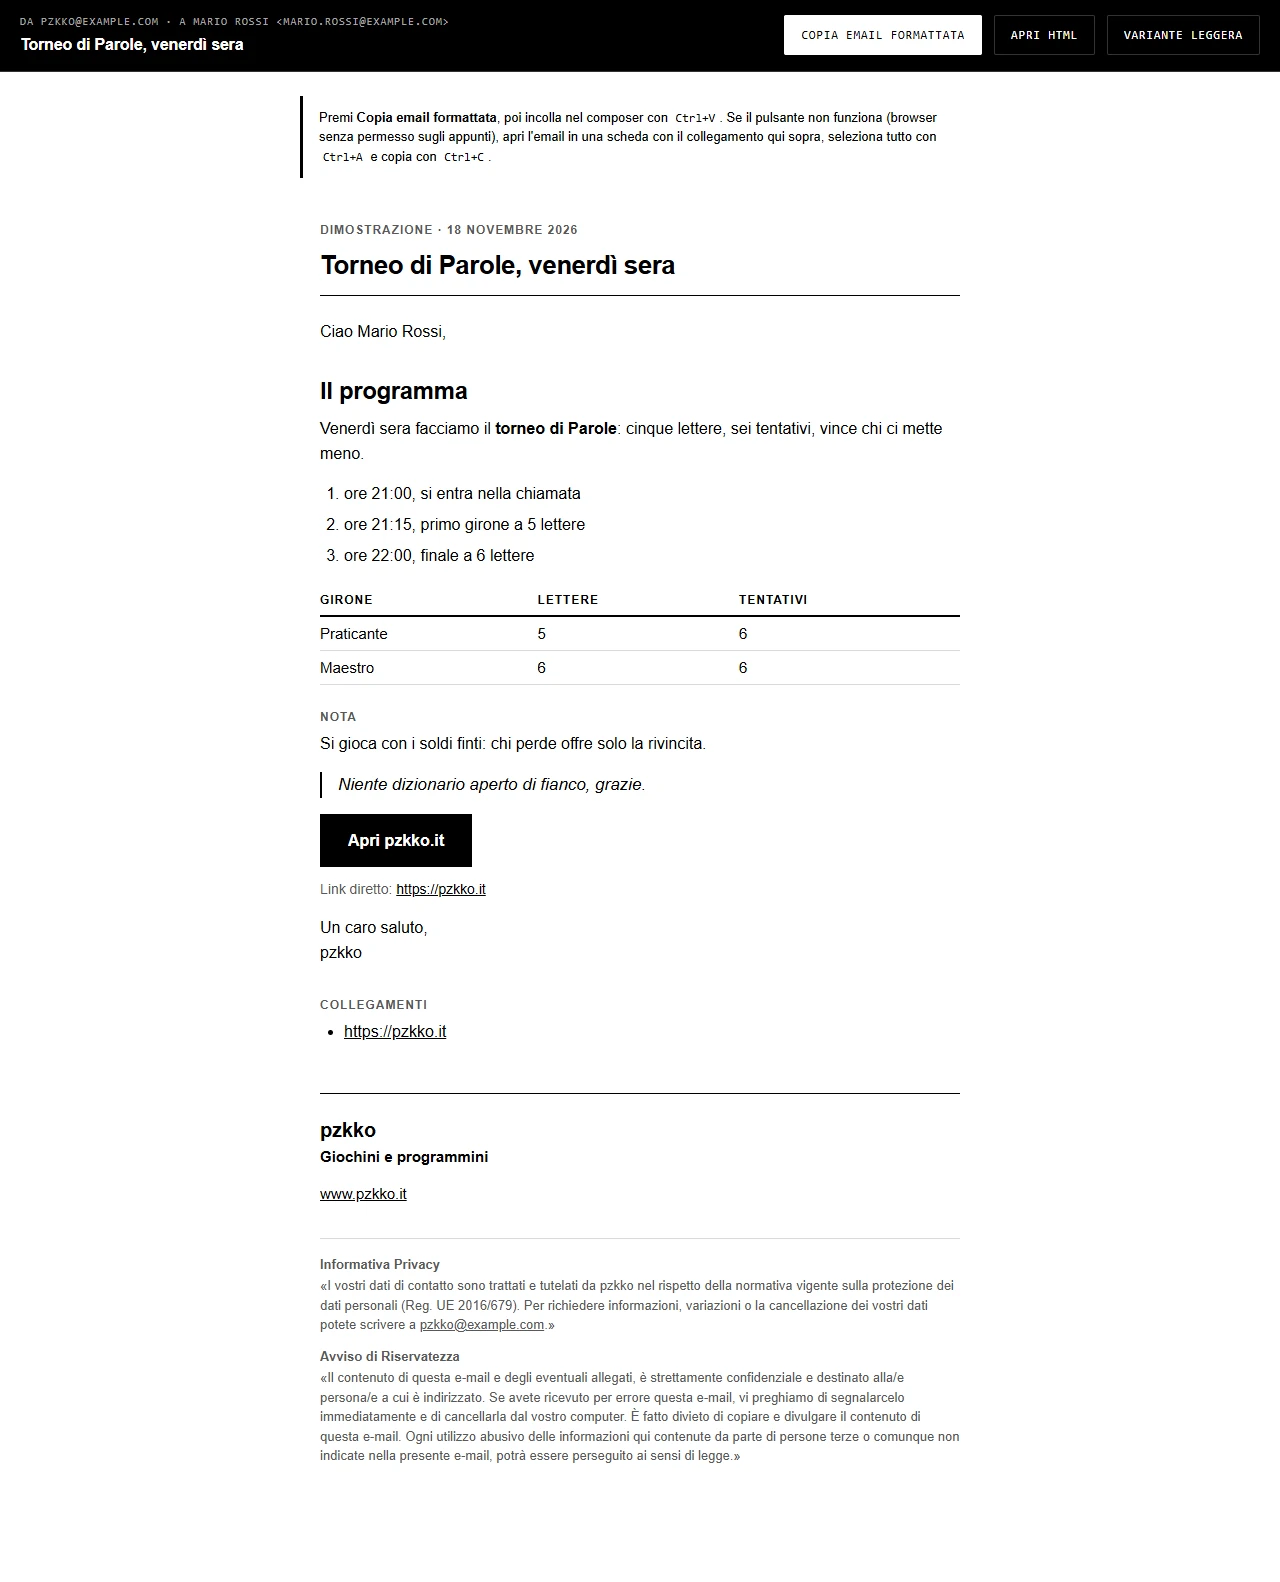 DA PZKKO@EXAMPLE.COM · A MARIO ROSSI <MARIO.ROSSI@EXAMPLE.COM>
Torneo di Parole, venerdì sera
COPIA EMAIL FORMATTATA
APRI HTML
VARIANTE LEGGERA
Premi Copia email formattata, poi incolla nel composer con Ctrl+V . Se il pulsante non funziona (browser
senza permesso sugli appunti), apri l'email in una scheda con il collegamento qui sopra, seleziona tutto con
Ctrl+A e copia con Ctrl+C .
DIMOSTRAZIONE · 18 NOVEMBRE 2026
Torneo di Parole, venerdì sera
Ciao Mario Rossi,
Il programma
Venerdì sera facciamo il torneo di Parole: cinque lettere, sei tentativi, vince chi ci mette
meno.
1. ore 21:00, si entra nella chiamata
2. ore 21:15, primo girone a 5 lettere
3. ore 22:00, finale a 6 lettere
GIRONE LETTERE TENTATIVI
Praticante 5 6
Maestro 6 6
NOTA
Si gioca con i soldi finti: chi perde offre solo la rivincita.
Niente dizionario aperto di fianco, grazie.
Apri pzkko.it
Link diretto: https://pzkko.it
Un caro saluto,
pzkko
COLLEGAMENTI
• https://pzkko.it
pzkko
Giochini e programmini
www.pzkko.it
Informativa Privacy
«I vostri dati di contatto sono trattati e tutelati da pzkko nel rispetto della normativa vigente sulla protezione dei
dati personali (Reg. UE 2016/679). Per richiedere informazioni, variazioni o la cancellazione dei vostri dati
potete scrivere a pzkko@example.com.»
Avviso di Riservatezza
«Il contenuto di questa e-mail e degli eventuali allegati, è strettamente confidenziale e destinato alla/e
persona/e a cui è indirizzato. Se avete ricevuto per errore questa e-mail, vi preghiamo di segnalarcelo
immediatamente e di cancellarla dal vostro computer. È fatto divieto di copiare e divulgare il contenuto di
questa e-mail. Ogni utilizzo abusivo delle informazioni qui contenute da parte di persone terze o comunque non
indicate nella presente e-mail, potrà essere perseguito ai sensi di legge.»